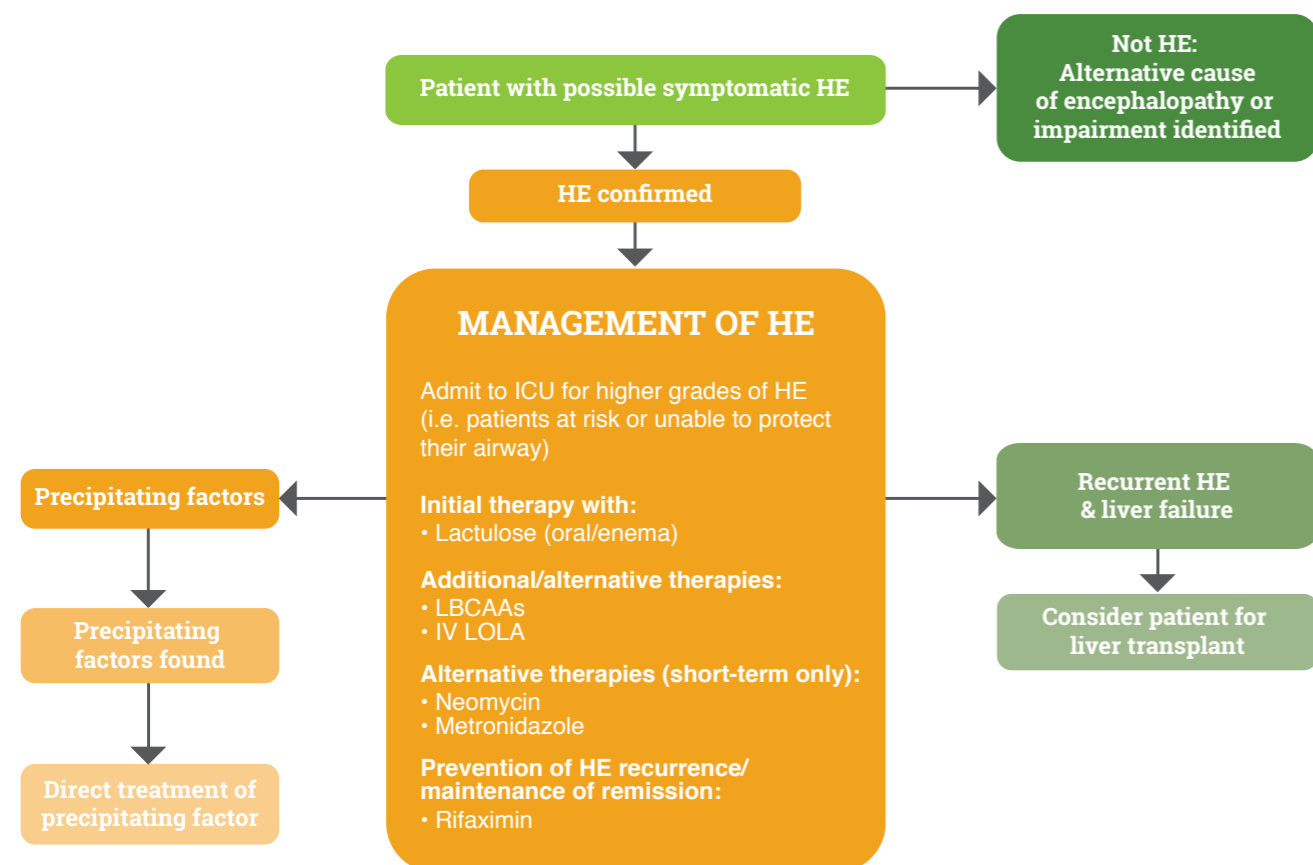 Patient with possible symptomatic HE
Not HE:
Alternative cause
of encephalopathy or
impairment identified
HE confirmed
MANAGEMENT OF HE
Admit to ICU for higher grades of HE
(i.e. patients at risk or unable to protect
their airway)
Initial therapy with:
• Lactulose (oral/enema)
Additional/alternative therapies:
• LBCAAs
• IV LOLA
Alternative therapies (short-term only):
• Neomycin
• Metronidazole
Prevention of HE recurrence/
maintenance of remission:
• Rifaximin
Precipitating factors
Precipitating
factors found
Direct treatment of
precipitating factor
Recurrent HE
& liver failure
Consider patient for
liver transplant